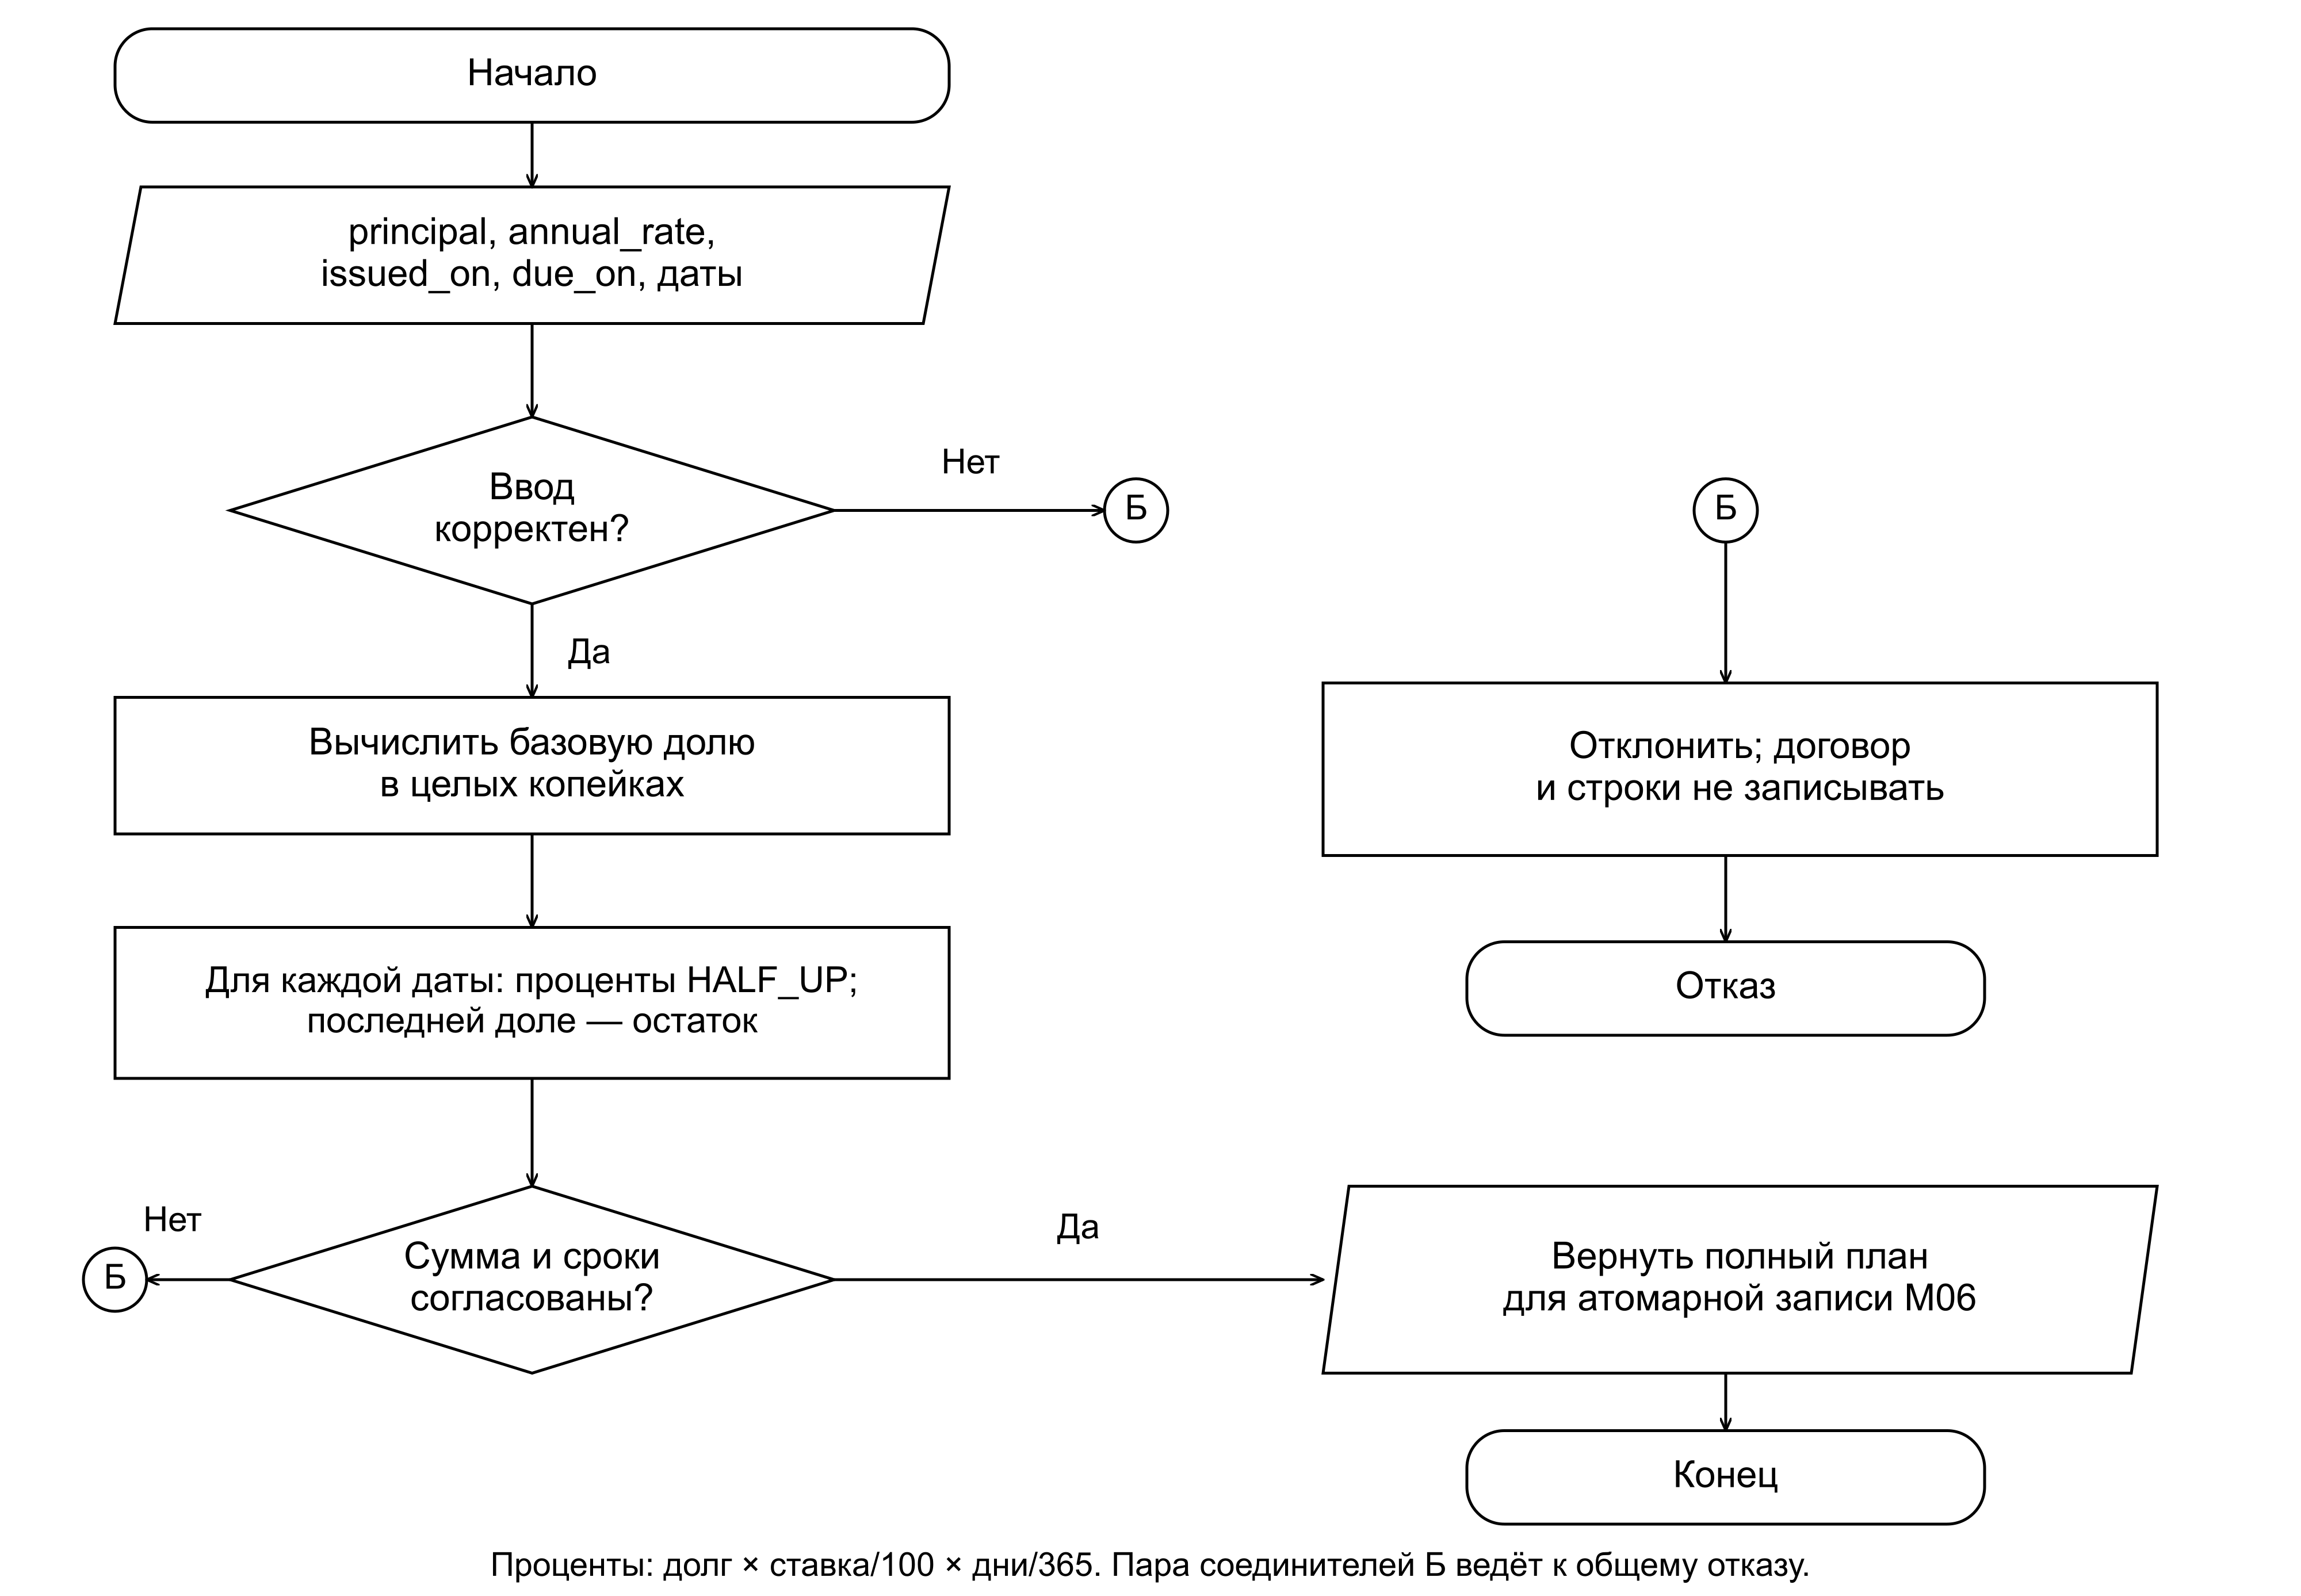 Начало
principal, annual_rate,
issued_on, due_on, даты
Ввод
корректен?
Нет
Б
Да
Вычислить базовую долю
в целых копейках
Для каждой даты: проценты HALF_UP;
последней доле — остаток
Сумма и сроки
согласованы?
Нет
Б
Да
Б
Отклонить; договор
и строки не записывать
Отказ
Вернуть полный план
для атомарной записи М06
Конец
Проценты: долг × ставка/100 × дни/365. Пара соединителей Б ведёт к общему отказу.